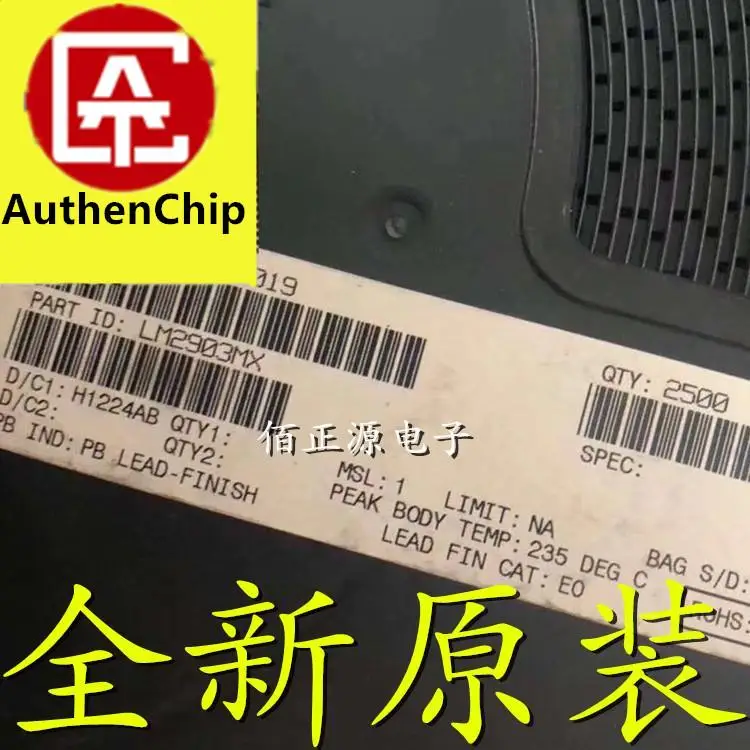 AuthenChip
019
PART ID: LM2903MX
QTY: 2500
D/C1: H1224AB QTY1:
D/C2: QTY2:
PB IND: PB LEAD-FINISH
佰正源电子
SPEC:
MSL: 1 LIMIT: NA
PEAK BODY TEMP: 235 DEG C
BAG S/D:
LEAD FIN CAT: E0
全新原装